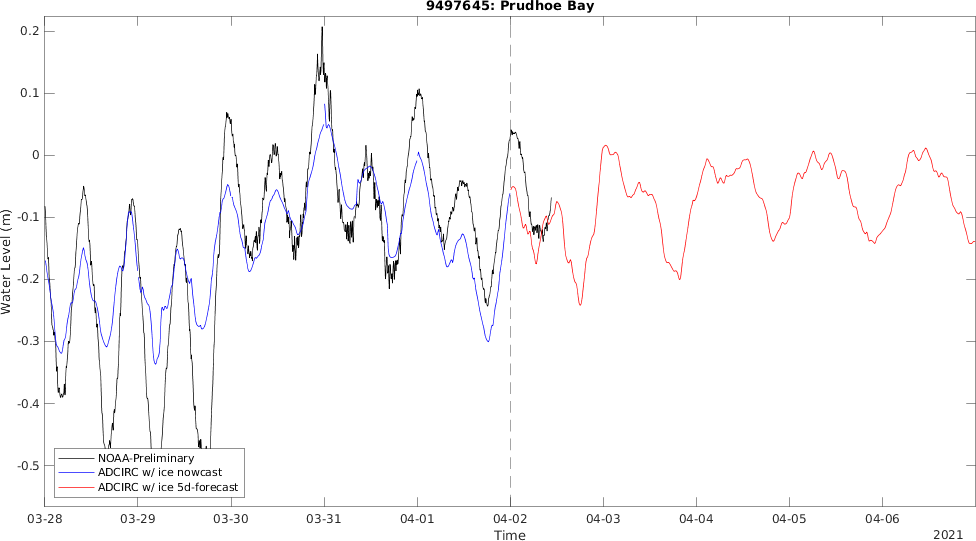 9497645: Prudhoe Bay
0.2
0.1
0
-0.1
-0.2
-0.3
-0.4
-0.5
Water Level (m)
NOAA-Preliminary
ADCIRC w/ ice nowcast
ADCIRC w/ ice 5d-forecast
03-28 03-29 03-30 03-31 04-01 04-02 04-03 04-04 04-05 04-06
Time
2021